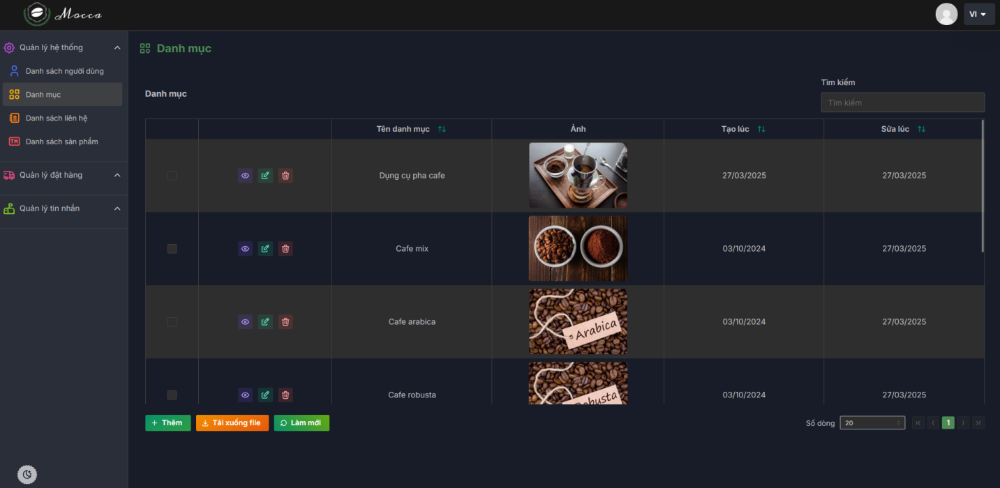 Mocca
VI
Quản lý hệ thống
Danh sách người dùng
Danh mục
Danh sách liên hệ
TM Danh sách sản phẩm
Quản lý đặt hàng
Quản lý tin nhắn
Danh mục
Danh mục
Tìm kiếm
Tìm kiếm
Tên danh mục Ảnh Tạo lúc Sửa lúc
Dụng cụ pha cafe 27/03/2025 27/03/2025
Cafe mix 03/10/2024 27/03/2025
Cafe arabica Arabica 03/10/2024 27/03/2025
Cafe robusta Robusta 03/10/2024 27/03/2025
+ Thêm Tải xuống file Làm mới
Số dòng 20 1